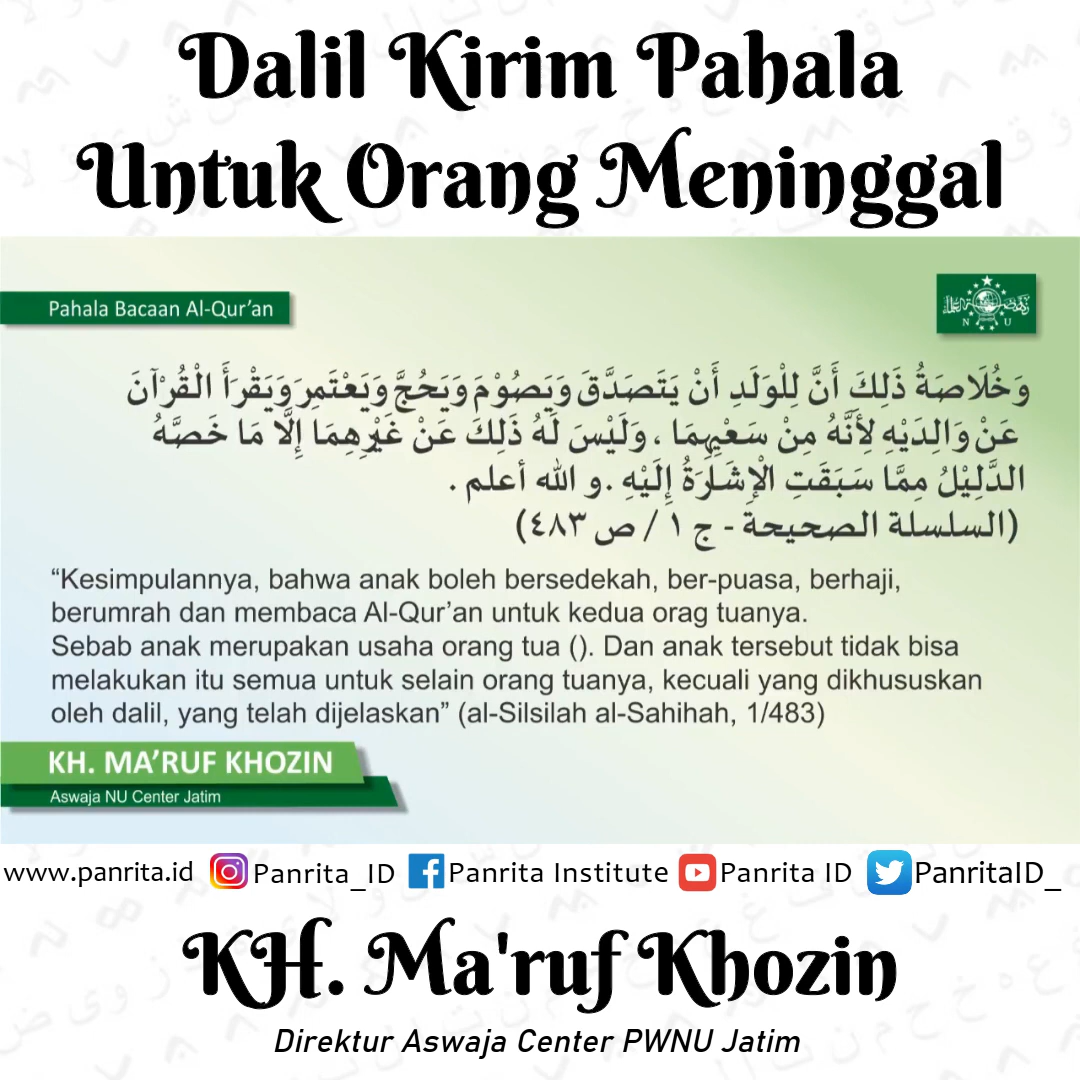 Dalil Kirim Pahala
Untuk Orang Meninggal
Pahala Bacaan Al-Qur’an
N U
وَخُلَاصَةُ ذَلِكَ أَنَّ لِلْوَلَدِ أَنْ يَتَصَدَّقَ وَيَصُوْمَ وَيَحُجَّ وَيَعْتَمِرَ وَيَقْرَأَ الْقُرْآنَ
عَنْ وَالِدَيْهِ لِأَنَّهُ مِنْ سَعْيِهِمَا ، وَلَيْسَ لَهُ ذَلِكَ عَنْ غَيْرِهِمَا إِلَّا مَا خَصَّهُ
الدَّلِيْلُ مِمَّا سَبَقَتِ الْإِشَارَةُ إِلَيْهِ .و الله أعلم .
(السلسلة الصحيحة - ج ١ / ص ٤٨٣)
“Kesimpulannya, bahwa anak boleh bersedekah, ber-puasa, berhaji,
berumrah dan membaca Al-Qur’an untuk kedua orag tuanya.
Sebab anak merupakan usaha orang tua (). Dan anak tersebut tidak bisa
melakukan itu semua untuk selain orang tuanya, kecuali yang dikhususkan
oleh dalil, yang telah dijelaskan” (al-Silsilah al-Sahihah, 1/483)
KH. MA’RUF KHOZIN
Aswaja NU Center Jatim
www.panrita.id Panrita_ID Panrita Institute Panrita ID PanritaID_
KH. Ma'ruf Khozin
Direktur Aswaja Center PWNU Jatim